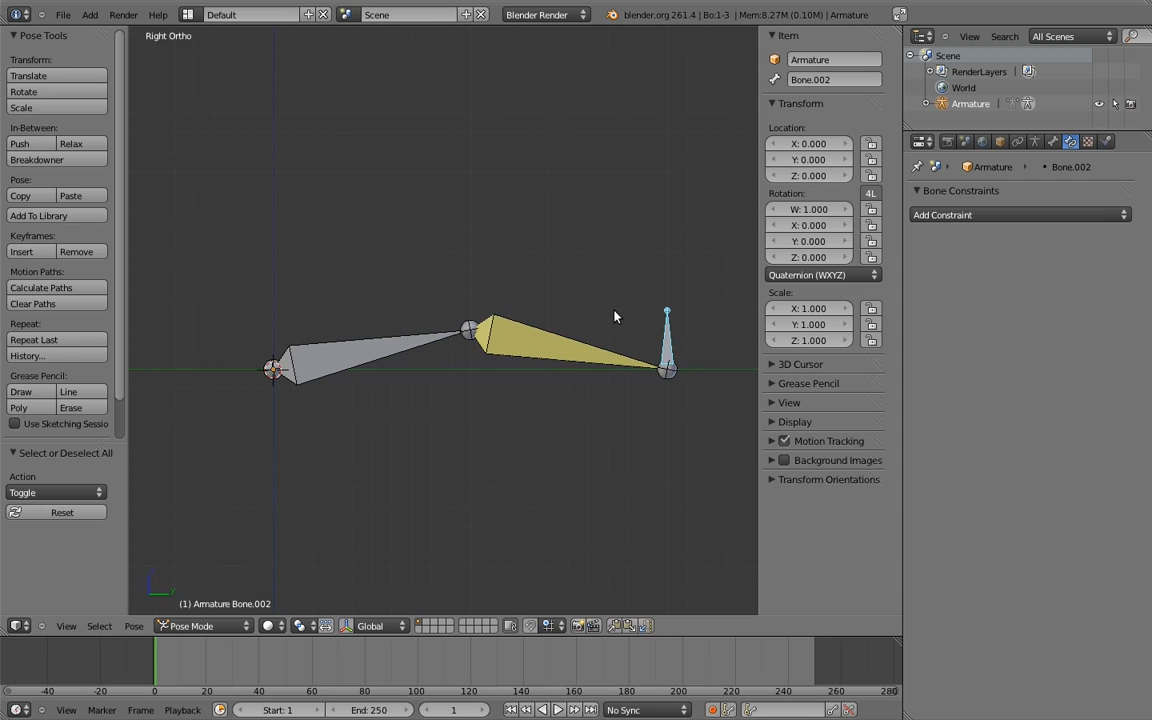 File Add Render Help Default Scene Blender Render blender.org 261.4 | Bo:1-3 | Mem:8.27M (0.10M) | Armature
Pose Tools
Transform:
Translate
Rotate
Scale
In-Between:
Push Relax
Breakdowner
Pose:
Copy Paste
Add To Library
Keyframes:
Insert Remove
Motion Paths:
Calculate Paths
Clear Paths
Repeat:
Repeat Last
History...
Grease Pencil:
Draw Line
Poly Erase
Use Sketching Sessio
Select or Deselect All
Action
Toggle
Reset
Right Ortho
y
(1) Armature Bone.002
View Select Pose Pose Mode Global
Item
Armature
Bone.002
Transform
Location:
X: 0.000
Y: 0.000
Z: 0.000
Rotation: 4L
W: 1.000
X: 0.000
Y: 0.000
Z: 0.000
Quaternion (WXYZ)
Scale:
X: 1.000
Y: 1.000
Z: 1.000
3D Cursor
Grease Pencil
View
Display
Motion Tracking
Background Images
Transform Orientations
View Search All Scenes
Scene
RenderLayers |
World
Armature |
Armature Bone.002
Bone Constraints
Add Constraint
-40 -20 0 20 40 60 80 100 120 140 160 180 200 220 240 260 280
View Marker Frame Playback Start: 1 End: 250 1 No Sync